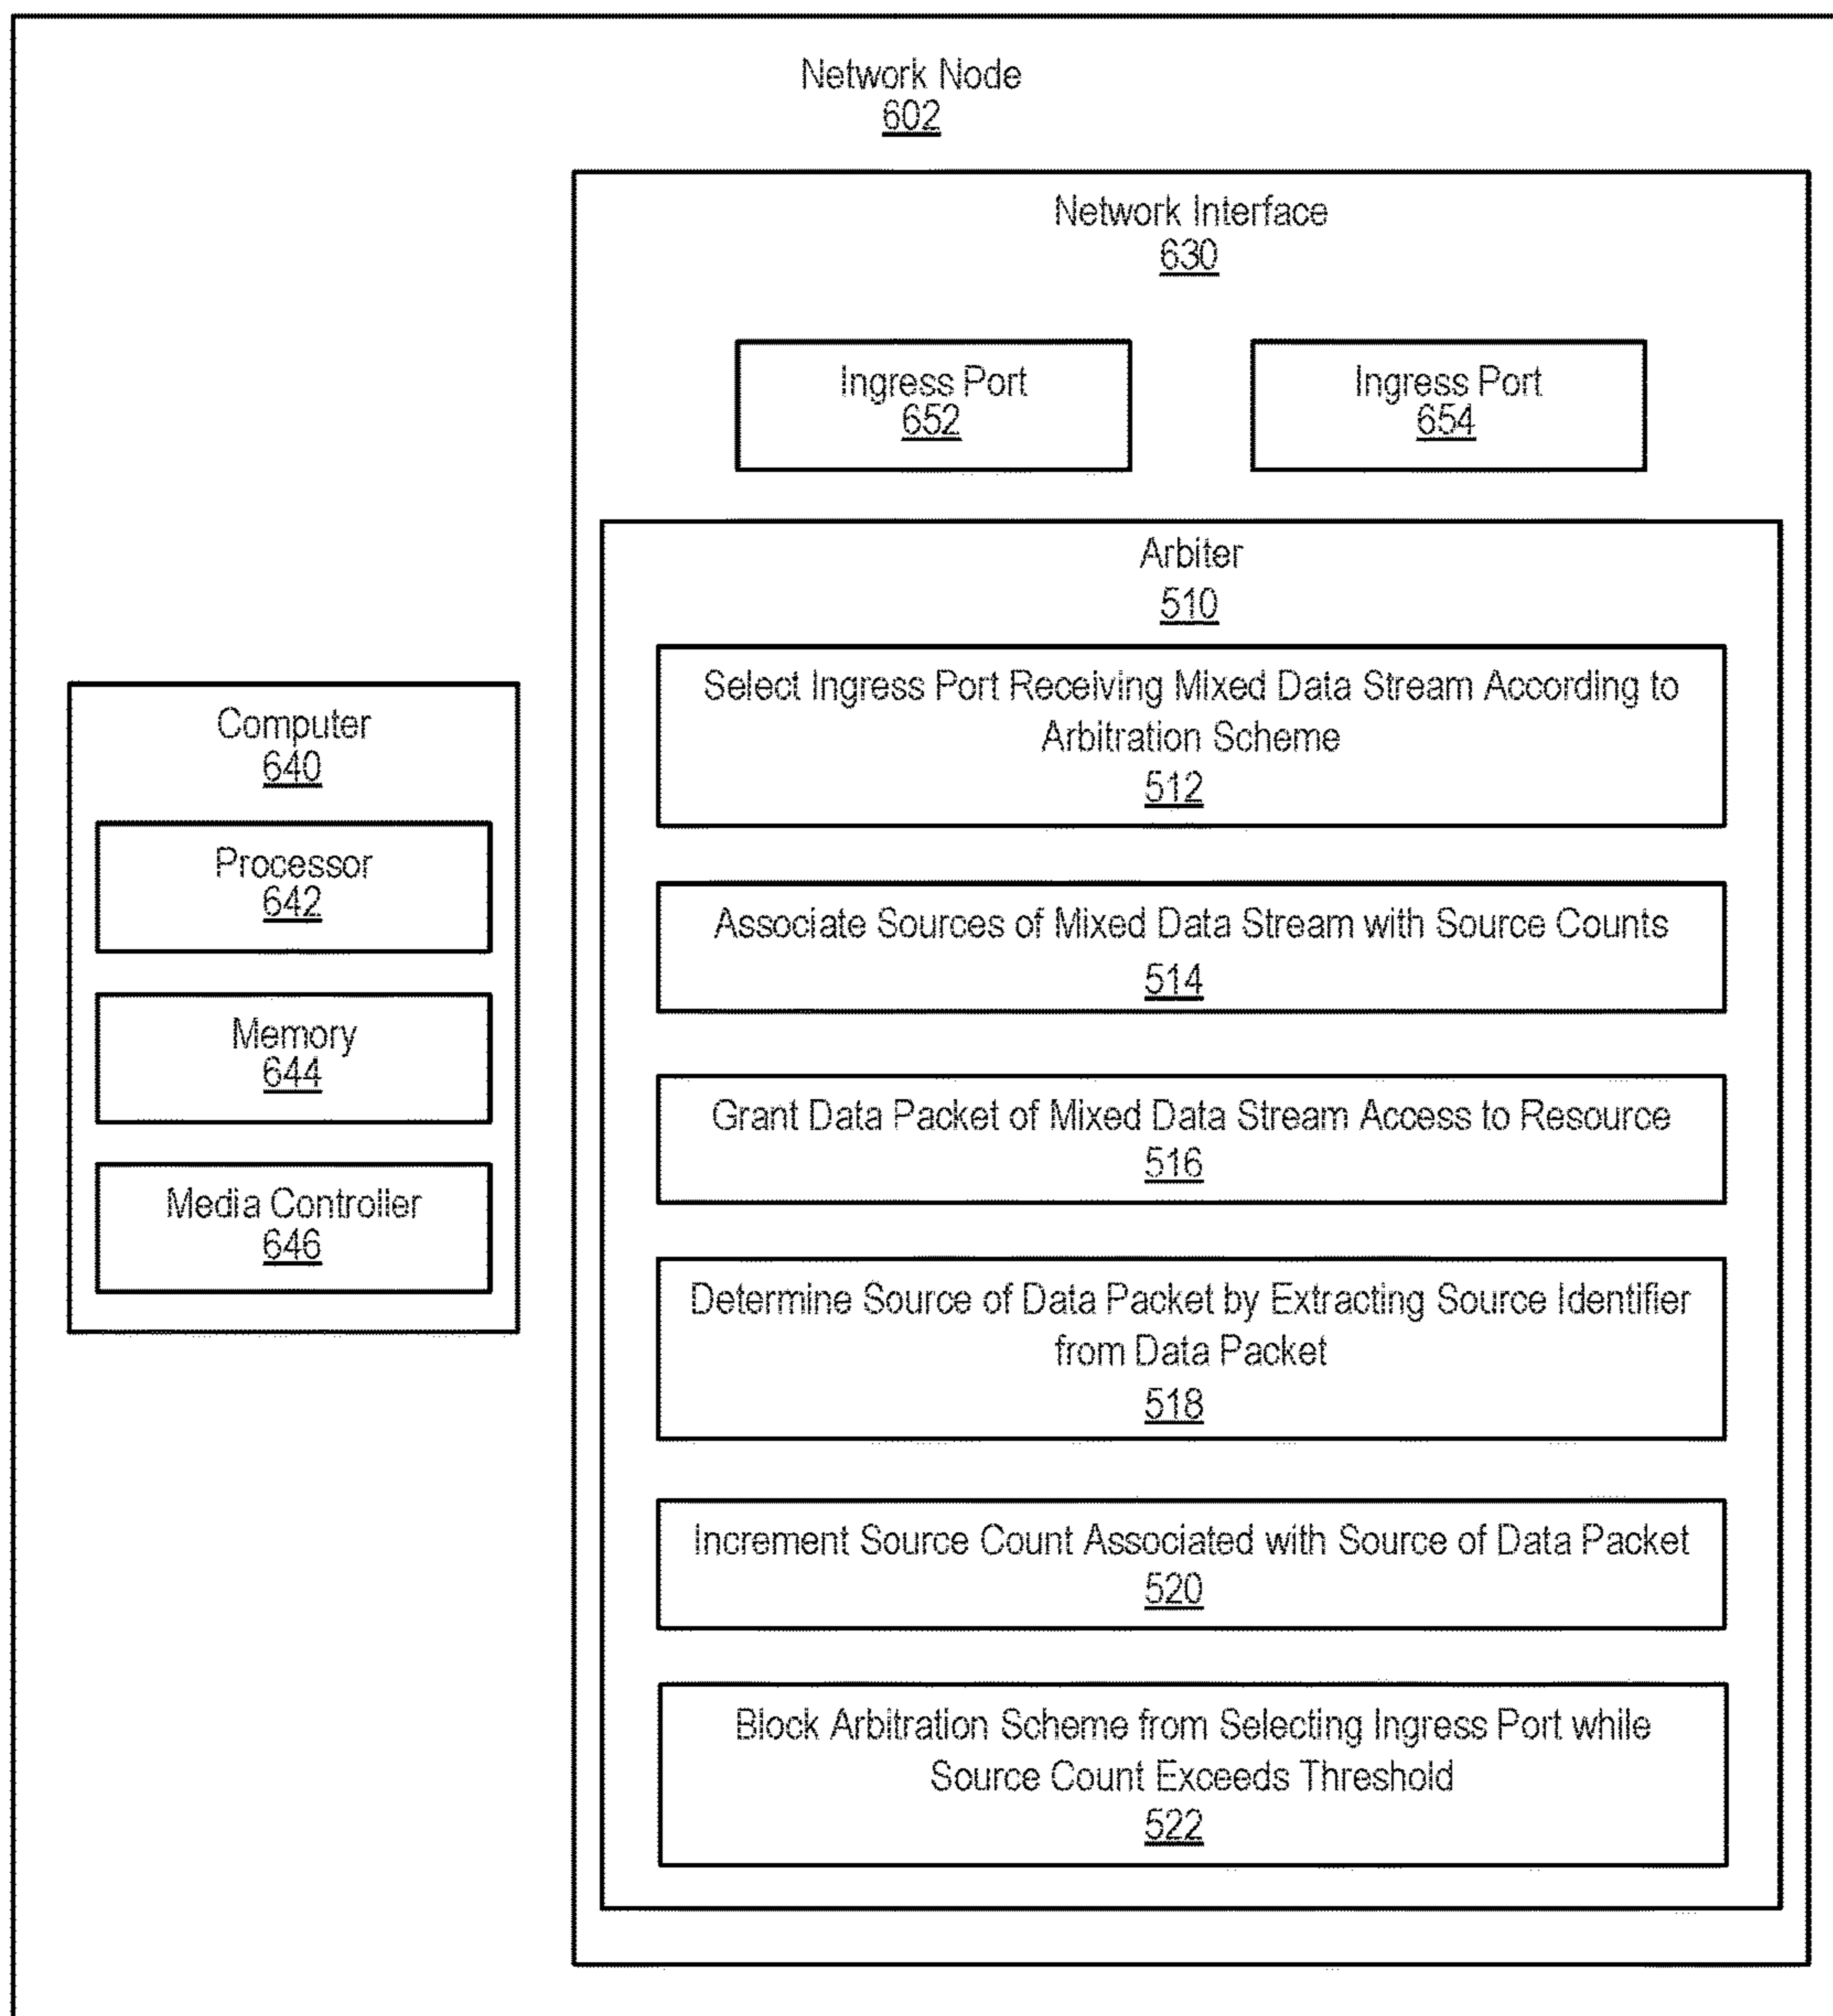 Network Node
602
Network Interface
630
Ingress Port
652
Ingress Port
654
Arbiter
510
Select Ingress Port Receiving Mixed Data Stream According to
Arbitration Scheme
512
Associate Sources of Mixed Data Stream with Source Counts
514
Grant Data Packet of Mixed Data Stream Access to Resource
516
Determine Source of Data Packet by Extracting Source Identifier
from Data Packet
518
Increment Source Count Associated with Source of Data Packet
520
Block Arbitration Scheme from Selecting Ingress Port while
Source Count Exceeds Threshold
522
Computer
640
Processor
642
Memory
644
Media Controller
646